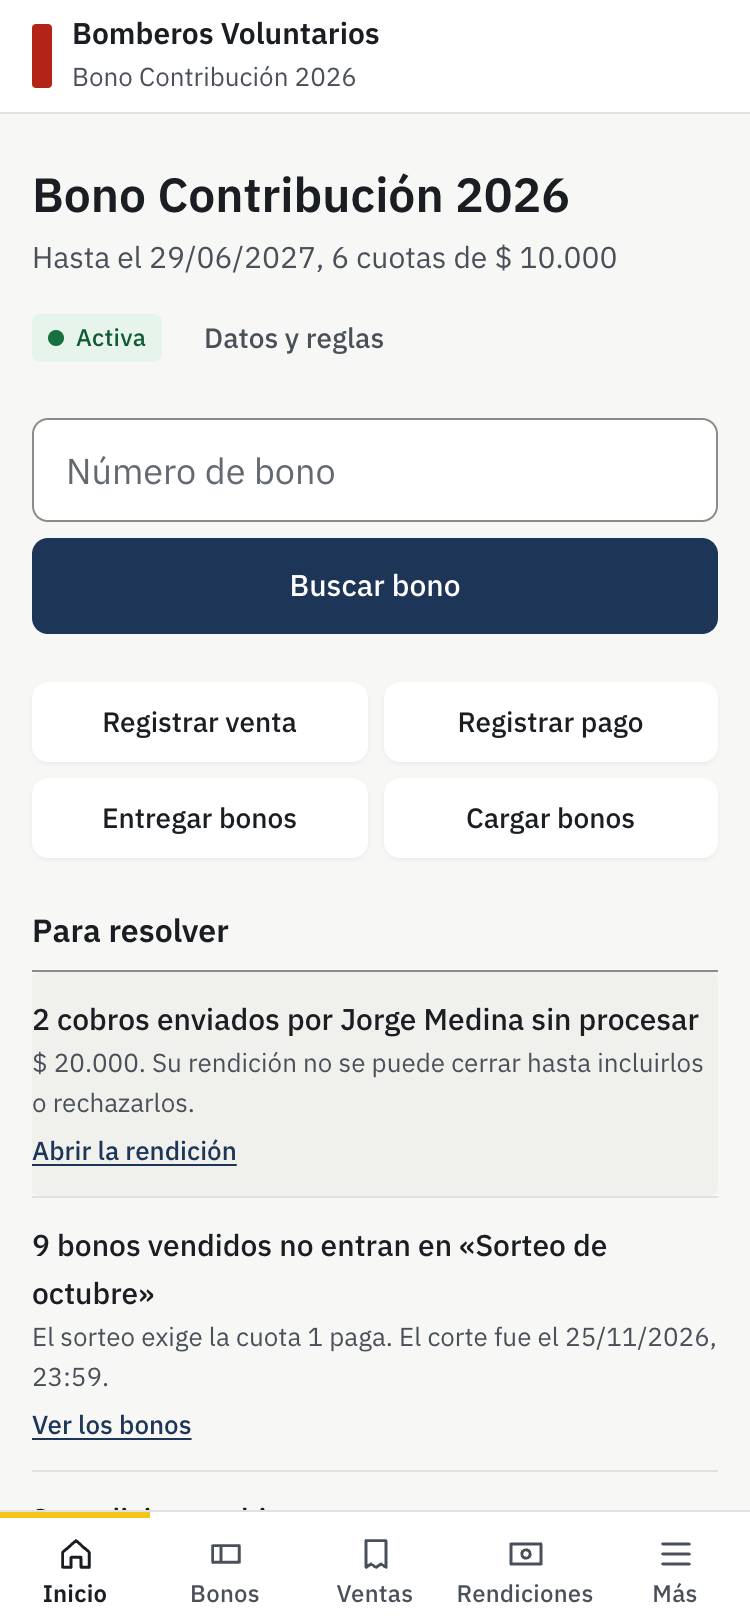 Bomberos Voluntarios
Bono Contribución 2026
Bono Contribución 2026
Hasta el 29/06/2027, 6 cuotas de $ 10.000
Activa
Datos y reglas
Número de bono
Buscar bono
Registrar venta
Registrar pago
Entregar bonos
Cargar bonos
Para resolver
2 cobros enviados por Jorge Medina sin procesar
$ 20.000. Su rendición no se puede cerrar hasta incluirlos
o rechazarlos.
Abrir la rendición
9 bonos vendidos no entran en «Sorteo de
octubre»
El sorteo exige la cuota 1 paga. El corte fue el 25/11/2026,
23:59.
Ver los bonos
Inicio
Bonos
Ventas
Rendiciones
Más